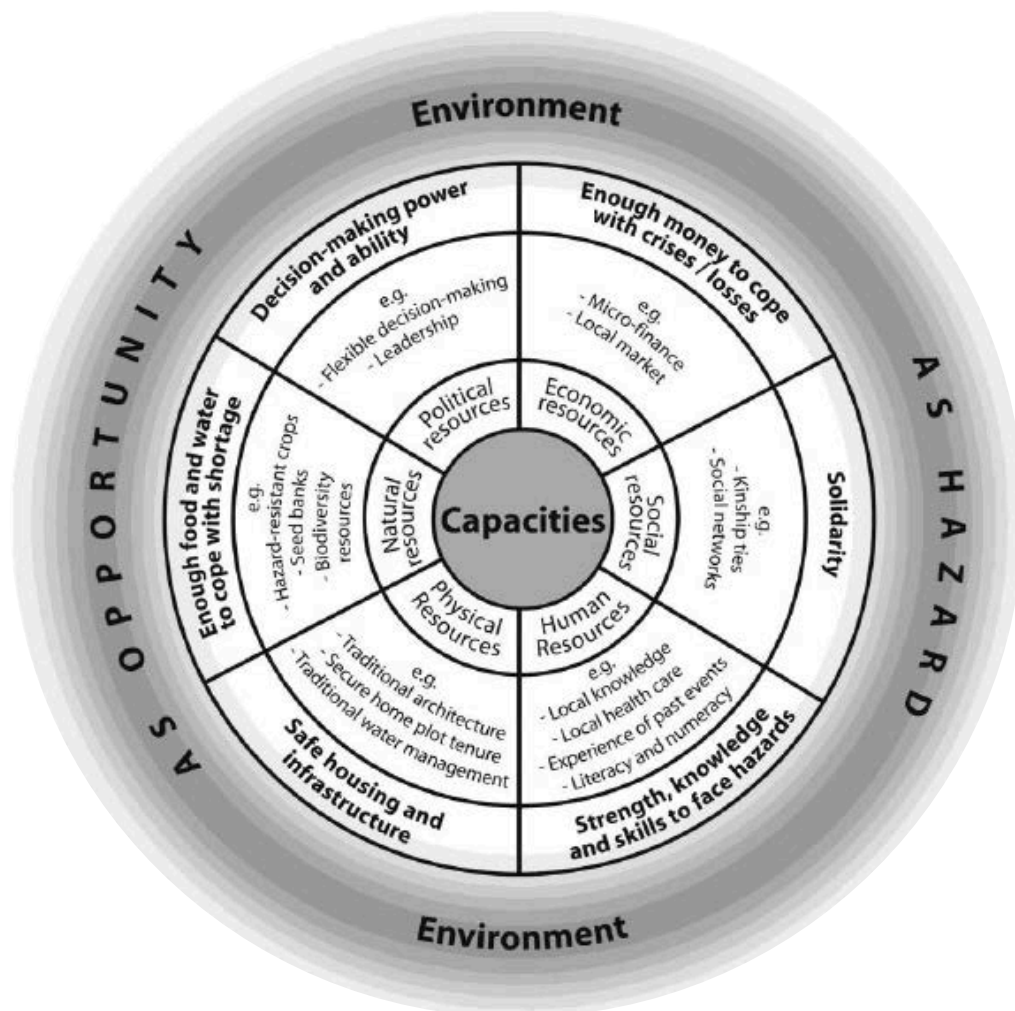 Environment
AS OPPORTUNITY
AS HAZARD
Environment
Capacities
Decision-making power
and ability
e.g.
- Flexible decision-making
- Leadership
Political
resources
Enough money to cope
with crises / losses
e.g.
- Micro-finance
- Local market
Economic
resources
Solidarity
e.g.
- Kinship ties
- Social networks
Social
resources
Strength, knowledge
and skills to face hazards
e.g.
- Local knowledge
- Local health care
- Experience of past events
- Literacy and numeracy
Human
Resources
Safe housing and
infrastructure
e.g.
- Traditional architecture
- Secure home plot tenure
- Traditional water management
Physical
Resources
Enough food and water
to cope with shortage
e.g.
- Hazard-resistant crops
- Seed banks
- Biodiversity
resources
Natural
resources